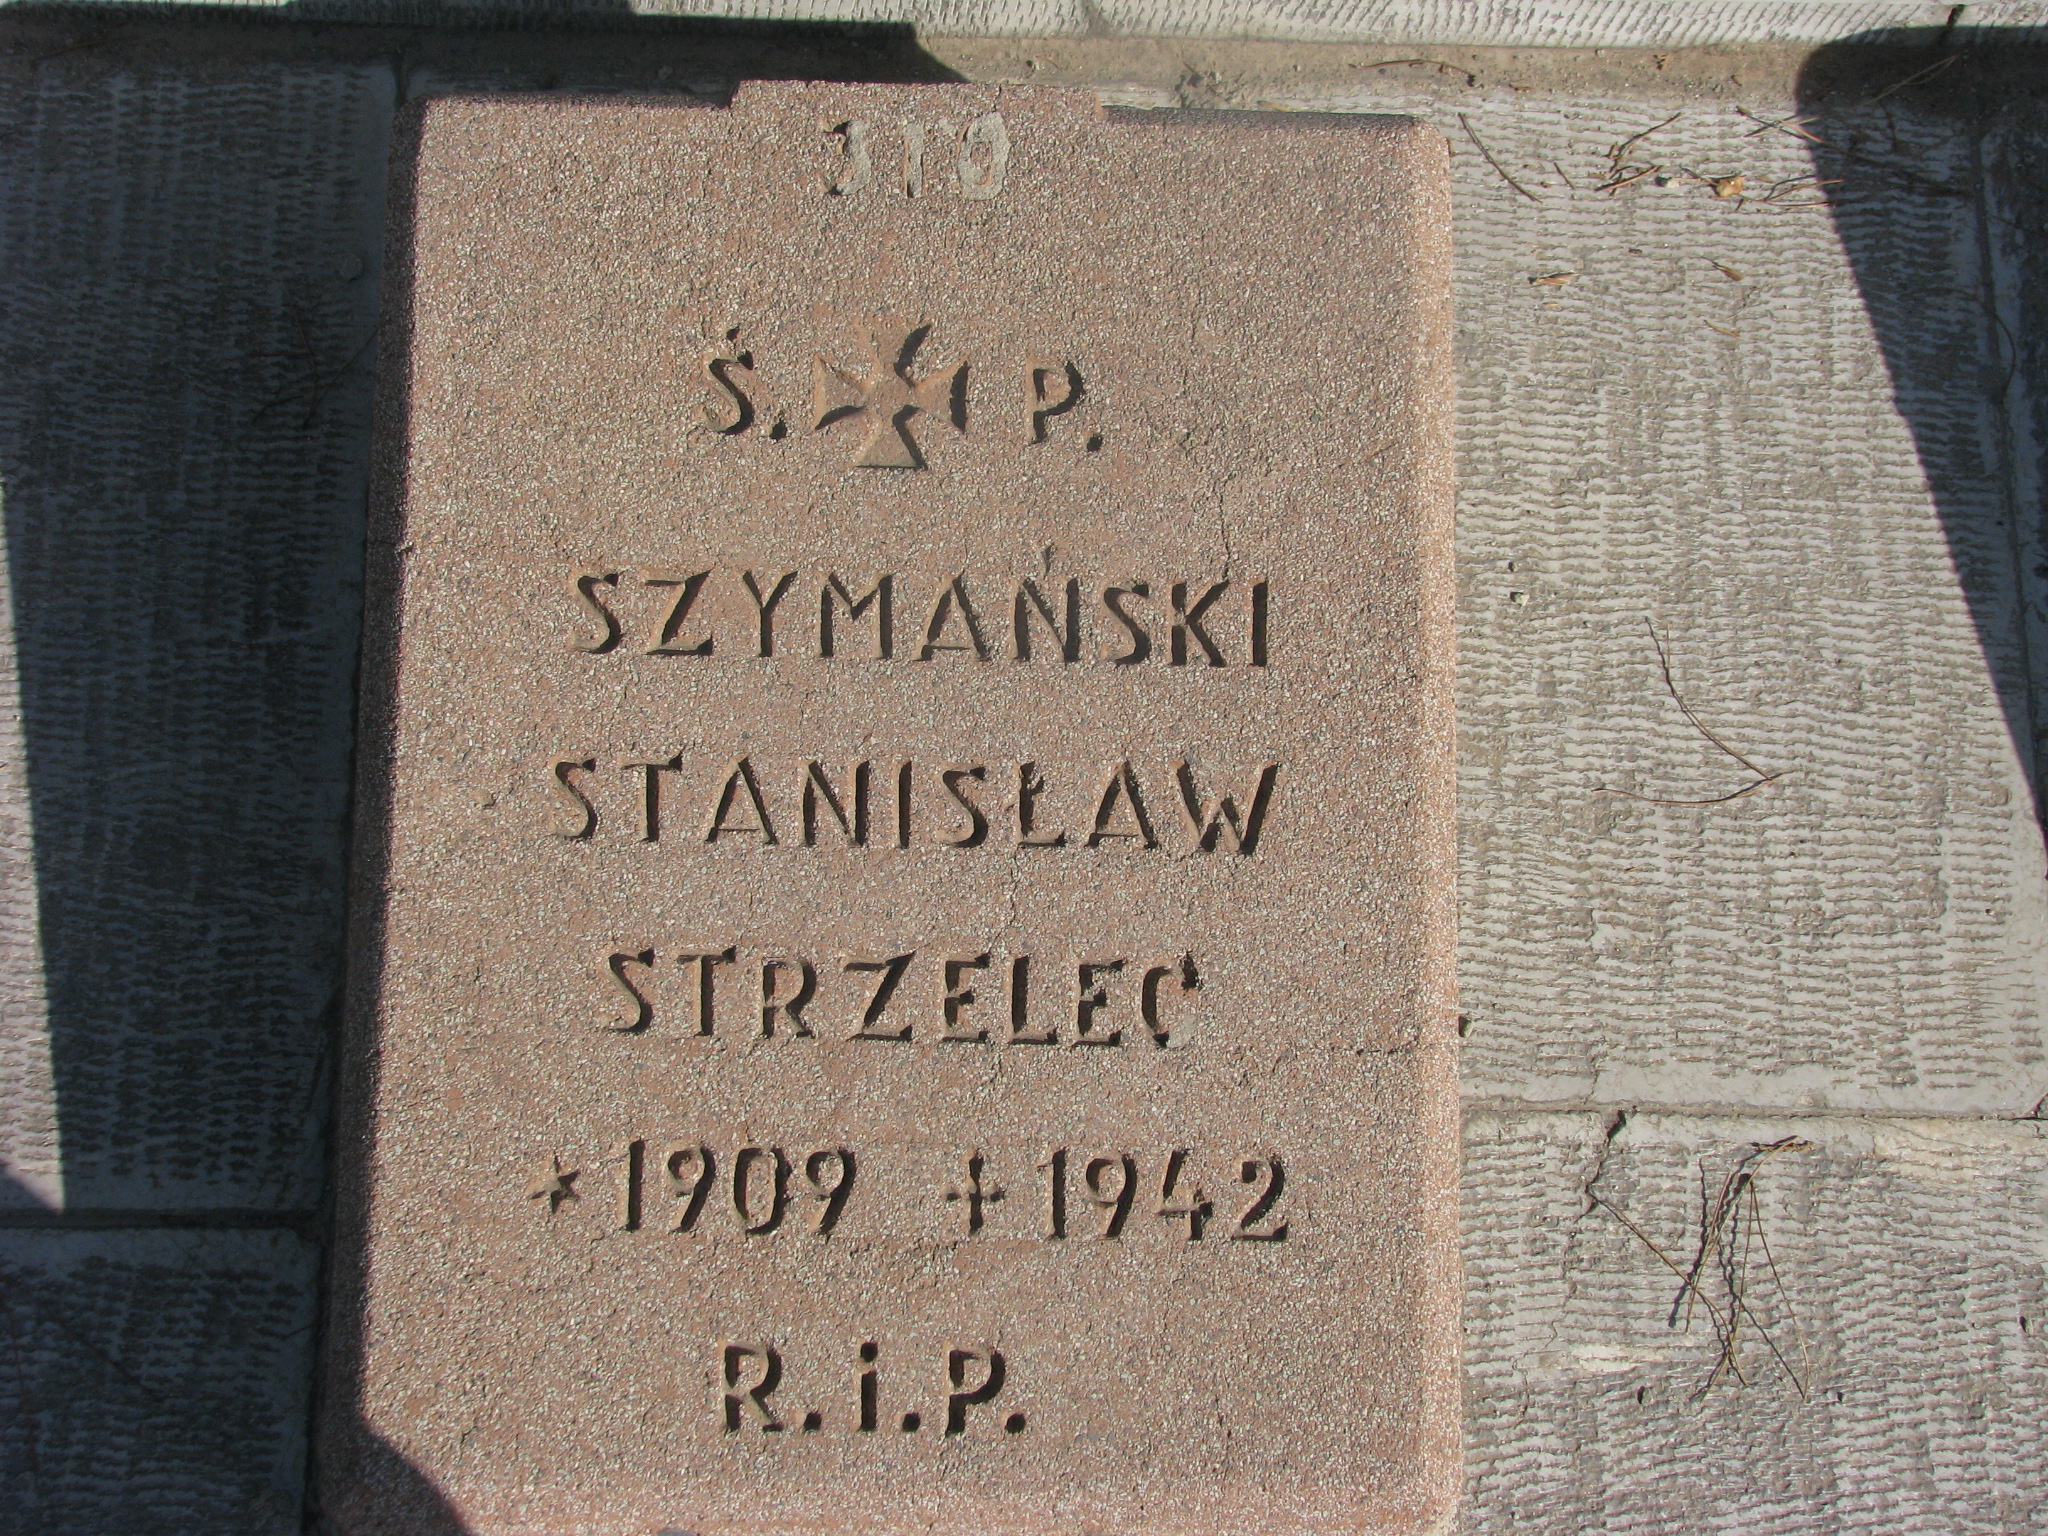 310
Ś. P.
SZYMAŃSKI
STANISŁAW
STRZELEC
* 1909 + 1942
R.i.P.